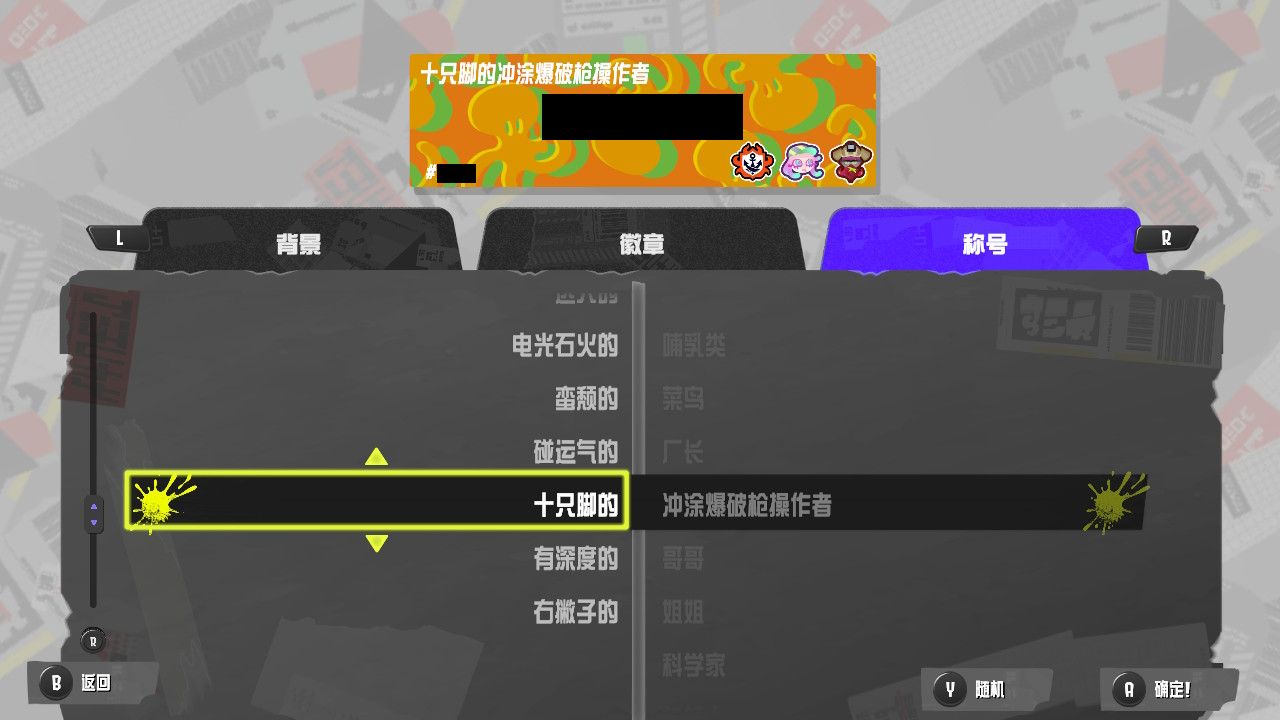 十只脚的冲涂爆破枪操作者
#
L
背景
徽章
称号
R
电光石火的
哺乳类
蛮颓的
菜鸟
碰运气的
厂长
十只脚的
冲涂爆破枪操作者
有深度的
哥哥
右撇子的
姐姐
科学家
R
B
返回
Y
随机
A
确定!